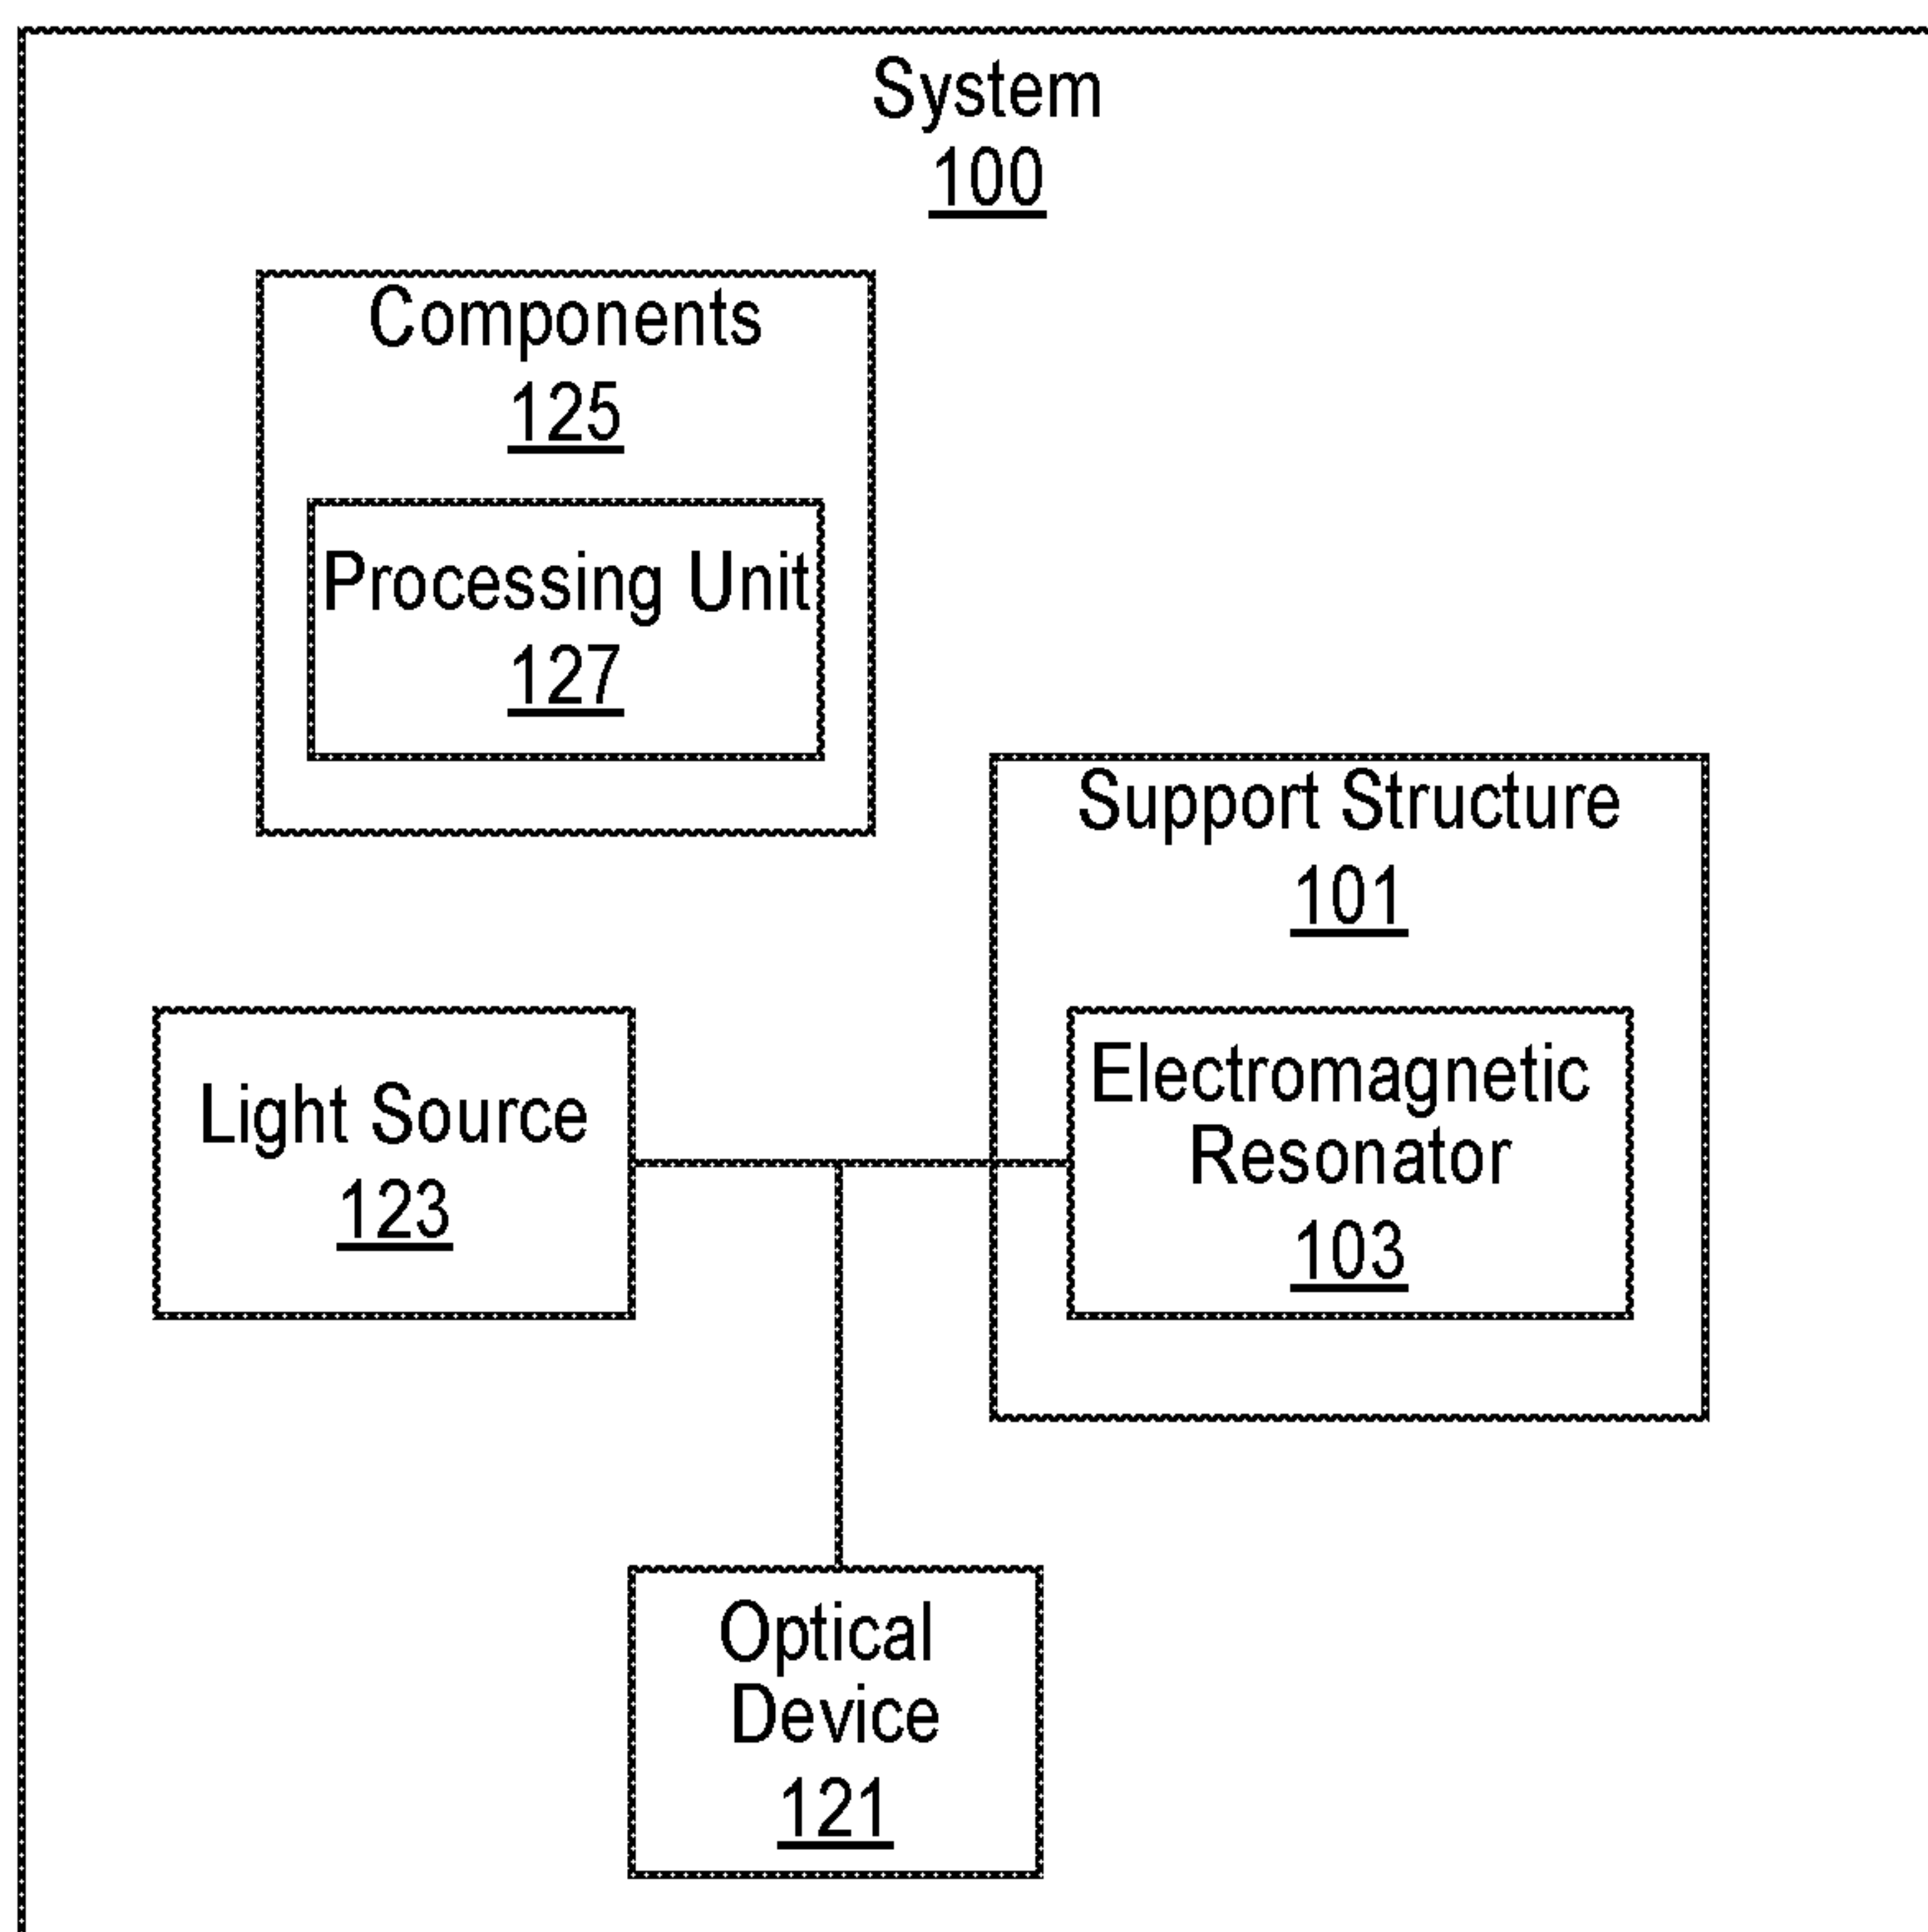 System
100
Components
125
Processing Unit
127
Support Structure
101
Electromagnetic
Resonator
103
Light Source
123
Optical
Device
121